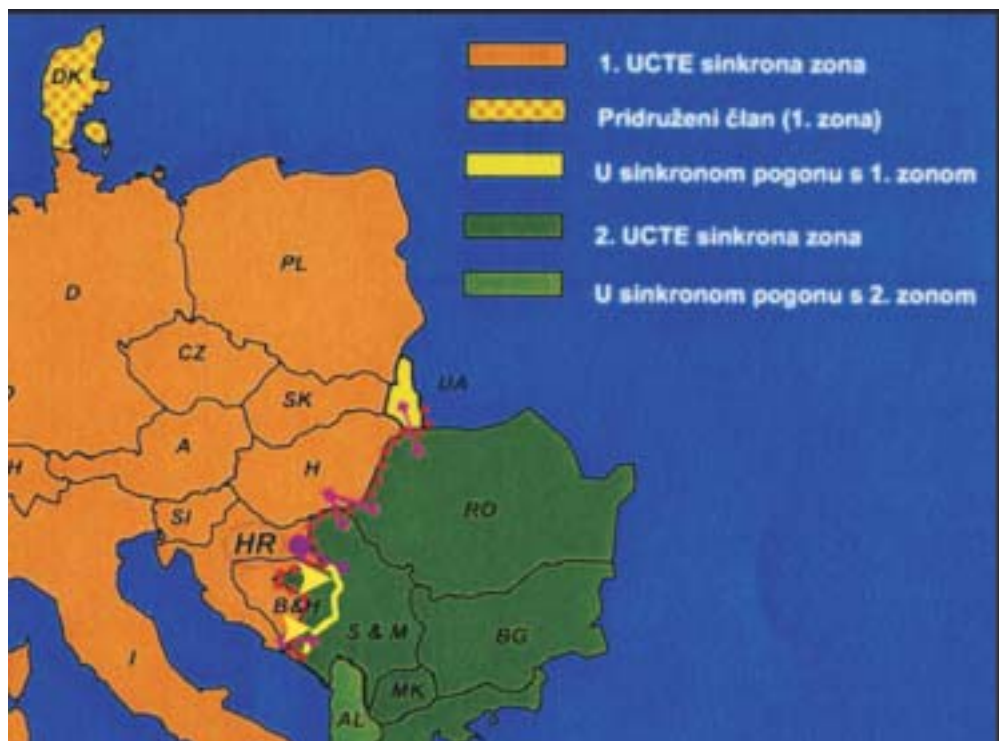 1. UCTE sinkrona zona
Pridruženi član (1. zona)
U sinkronom pogonu s 1. zonom
2. UCTE sinkrona zona
U sinkronom pogonu s 2. zonom
DK
PL
D
CZ
UA
SK
A
H
H
SI
RO
HR
B&H
S & M
BG
I
MK
AL